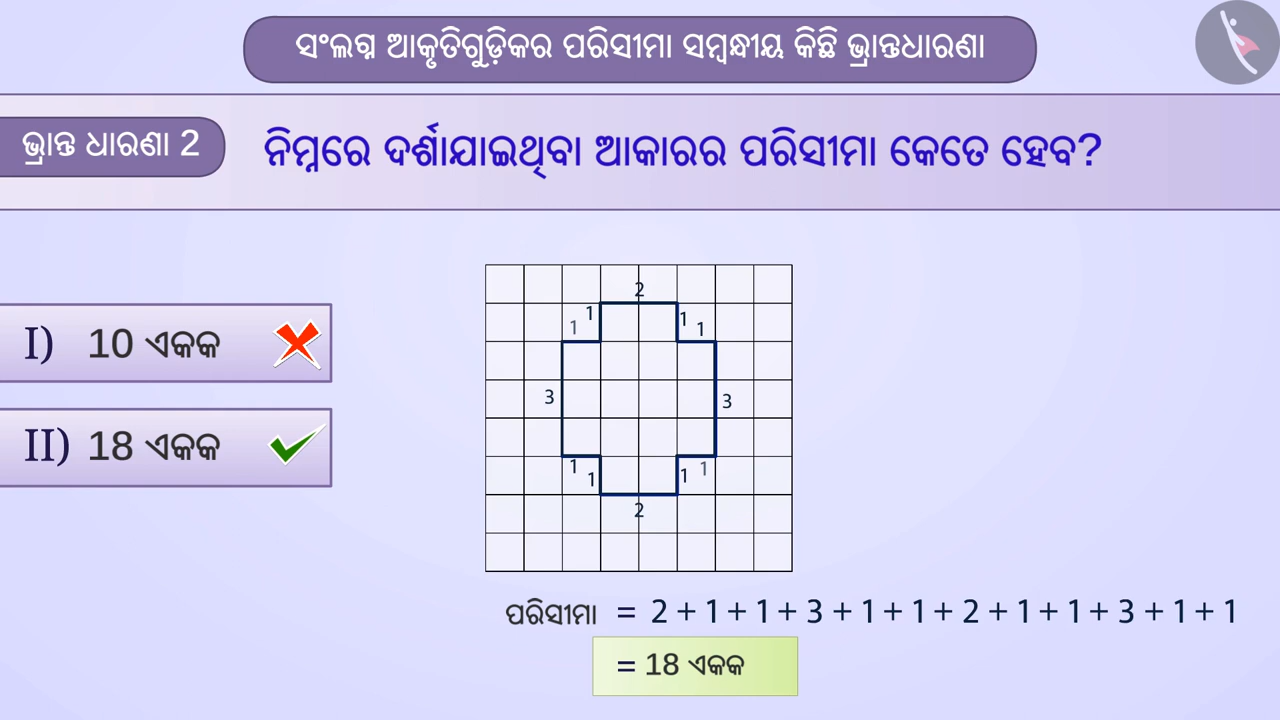 ସଂଲଗ୍ନ ଆକୃତିଗୁଡ଼ିକର ପରିସୀମା ସମ୍ବନ୍ଧୀୟ କିଛି ଭ୍ରାନ୍ତଧାରଣା
ଭ୍ରାନ୍ତ ଧାରଣା 2
ନିମ୍ନରେ ଦର୍ଶାଯାଇଥିବା ଆକାରର ପରିସୀମା କେତେ ହେବ?
I) 10 ଏକକ
II) 18 ଏକକ
2
1 1 1 1
3 3
1 1 1 1
2
ପରିସୀମା = 2 + 1 + 1 + 3 + 1 + 1 + 2 + 1 + 1 + 3 + 1 + 1
= 18 ଏକକ